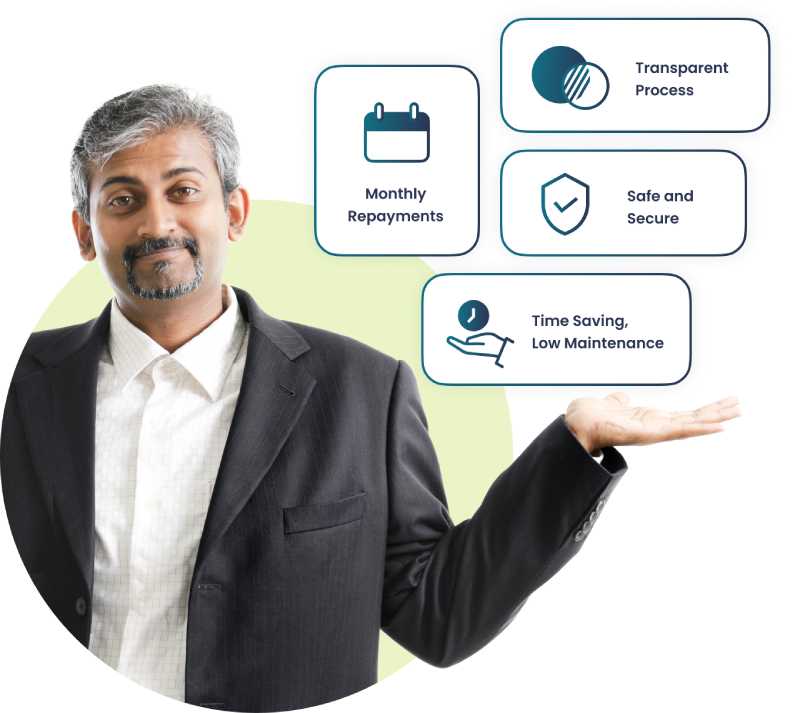 Transparent
Process
Monthly
Repayments
Safe and
Secure
Time Saving,
Low Maintenance